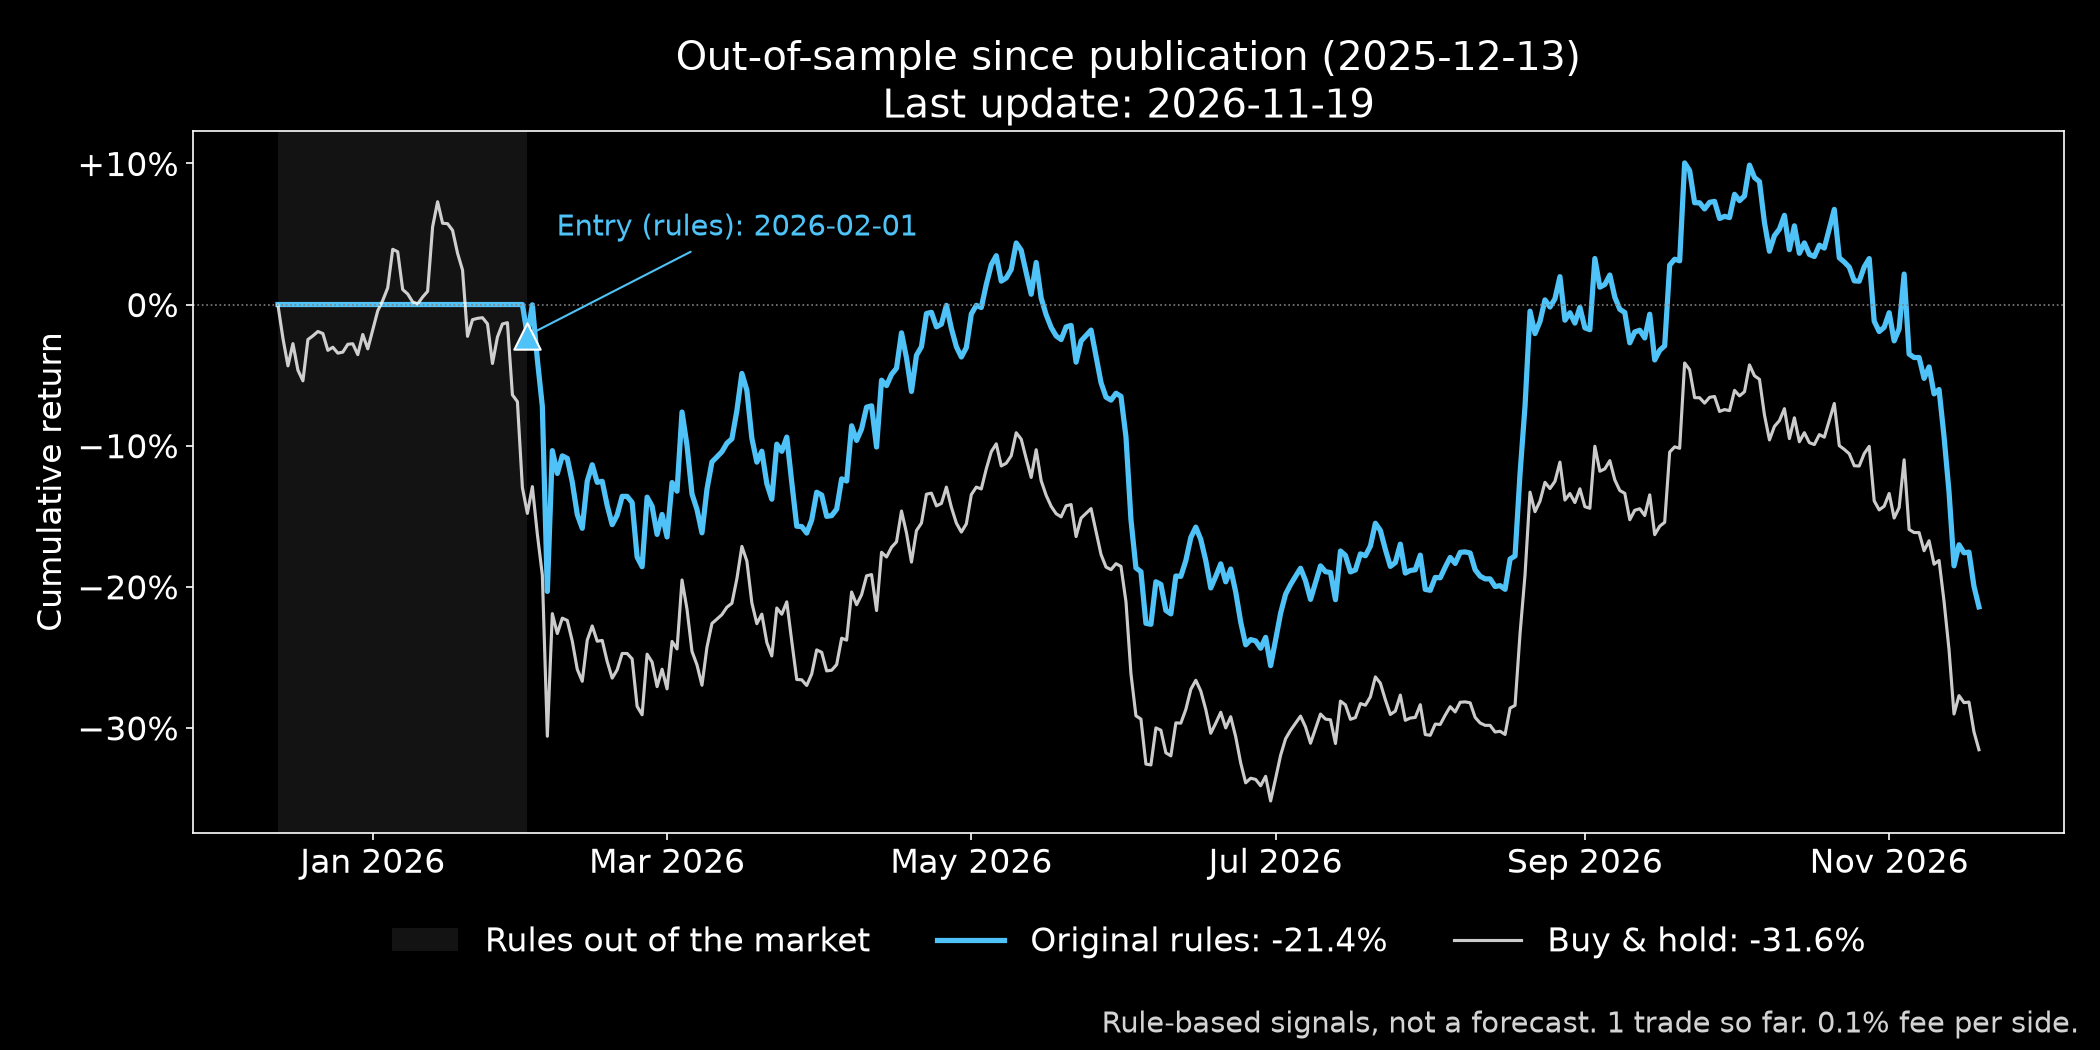 Out-of-sample since publication (2025-12-13)
Last update: 2026-11-19
Cumulative return
+10%
0%
−10%
−20%
−30%
Entry (rules): 2026-02-01
Jan 2026
Mar 2026
May 2026
Jul 2026
Sep 2026
Nov 2026
Rules out of the market
Original rules: -21.4%
Buy & hold: -31.6%
Rule-based signals, not a forecast. 1 trade so far. 0.1% fee per side.